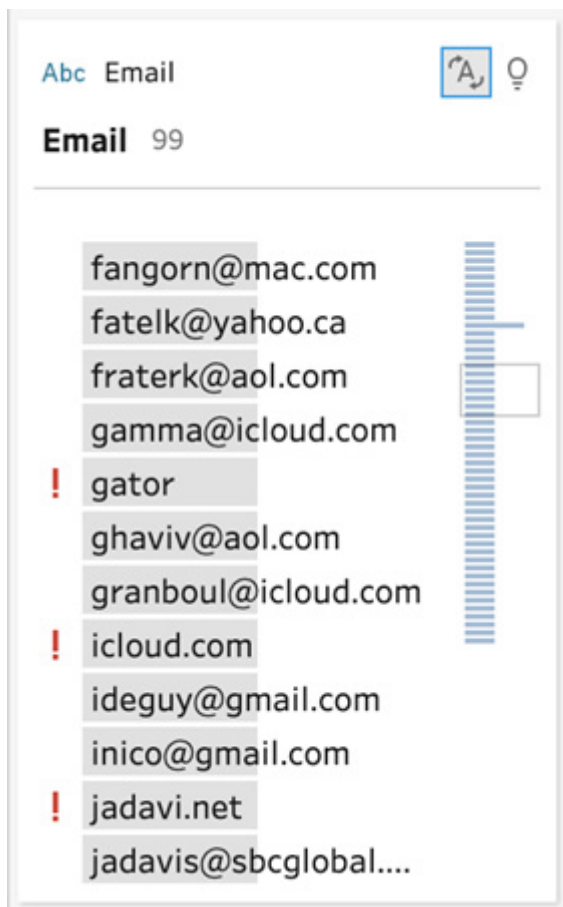 Abc Email
Email 99
fangorn@mac.com
fatelk@yahoo.ca
fraterk@aol.com
gamma@icloud.com
! gator
ghaviv@aol.com
granboul@icloud.com
! icloud.com
ideguy@gmail.com
inico@gmail.com
! jadavi.net
jadavis@sbcglobal....